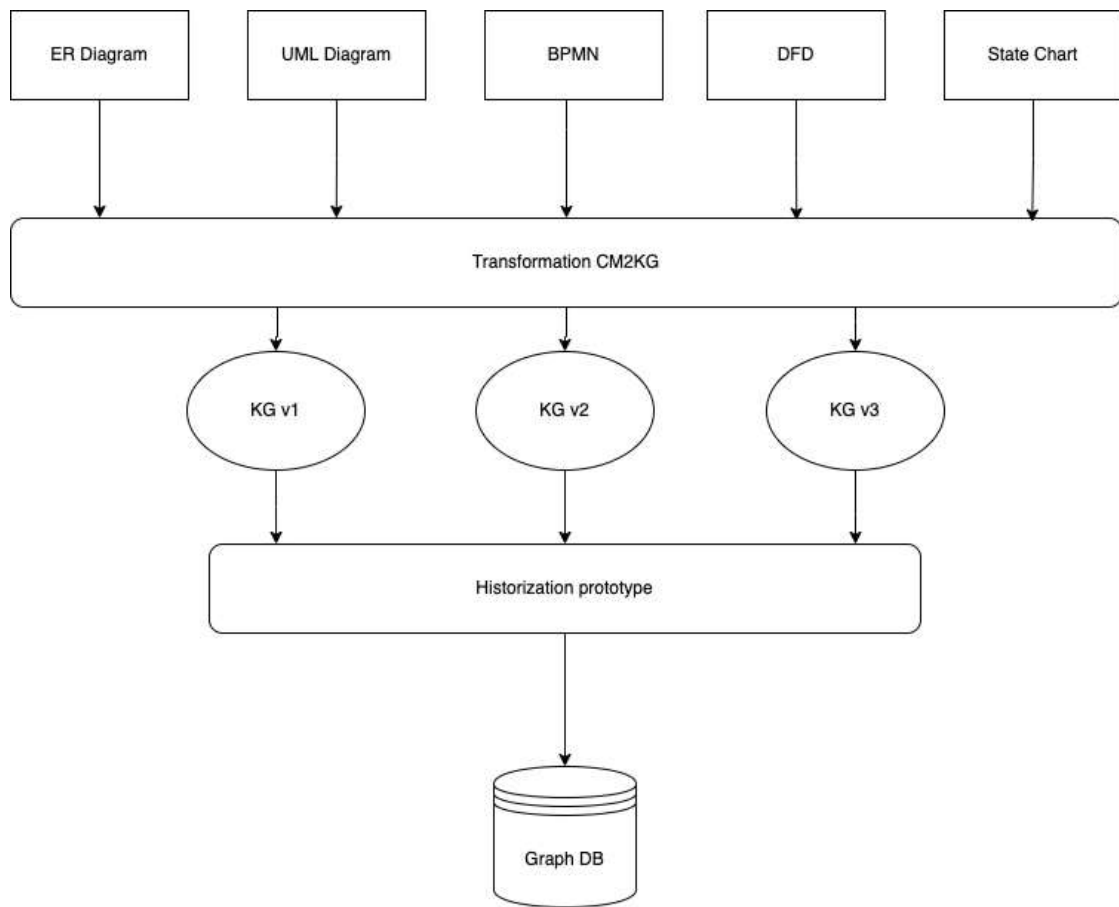 ER Diagram
UML Diagram
BPMN
DFD
State Chart
Transformation CM2KG
KG v1
KG v2
KG v3
Historization prototype
Graph DB